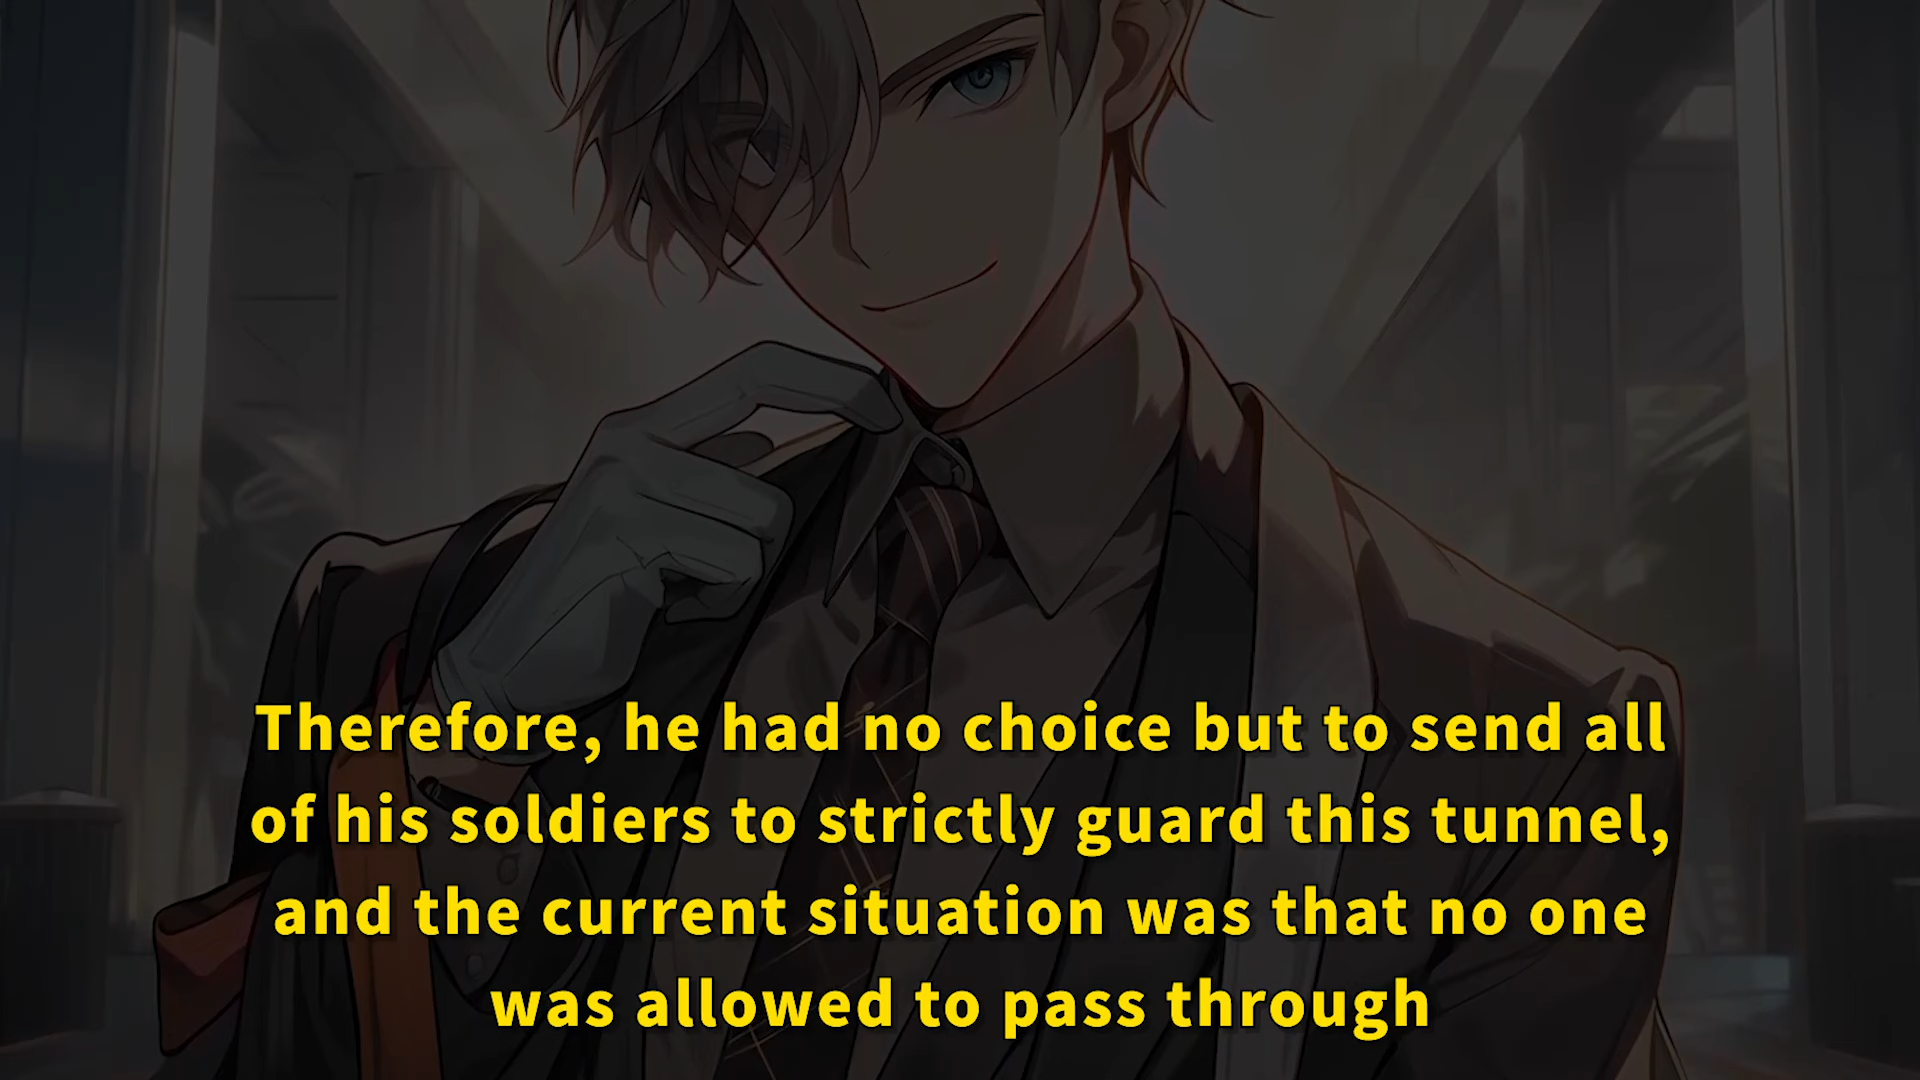 Therefore, he had no choice but to send all
of his soldiers to strictly guard this tunnel,
and the current situation was that no one
was allowed to pass through